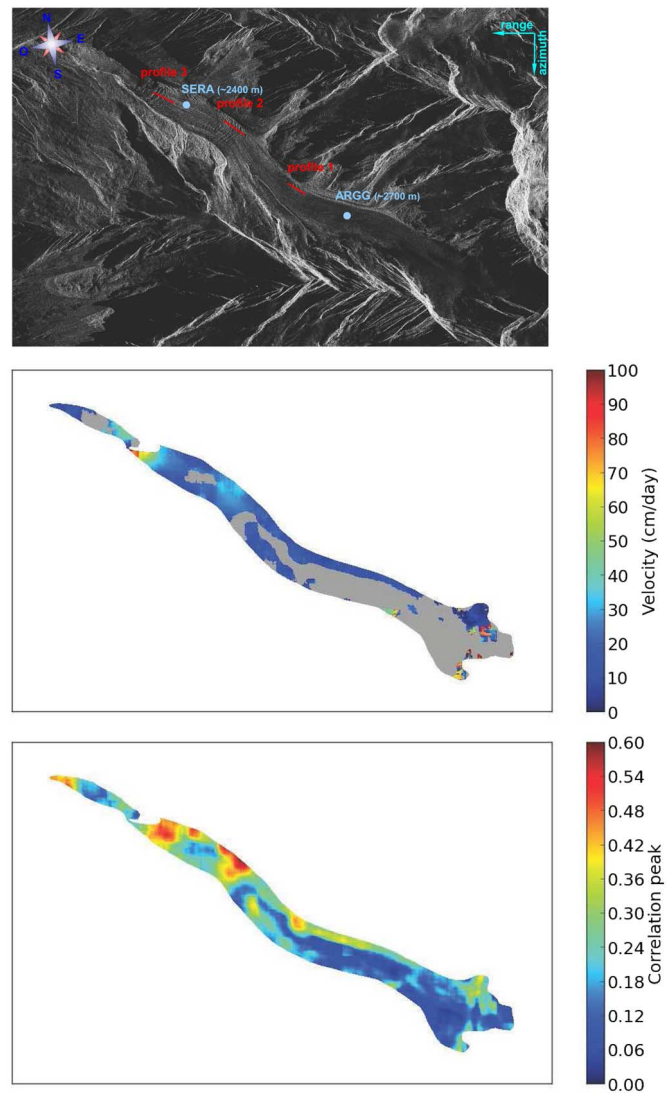 N
O
E
S
range
azimuth
profile 3
SERA (~2400 m)
profile 2
profile 1
ARGG (~2700 m)
100
90
80
70
60
50
40
30
20
10
0
Velocity (cm/day)
0.60
0.54
0.48
0.42
0.36
0.30
0.24
0.18
0.12
0.06
0.00
Correlation peak